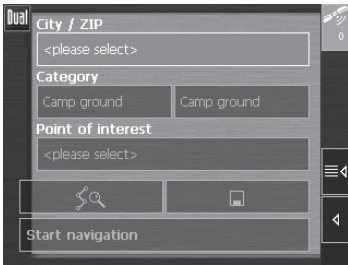 Dual
City / ZIP
0
<please select>
Category
Camp ground Camp ground
Point of interest
<please select>
Start navigation